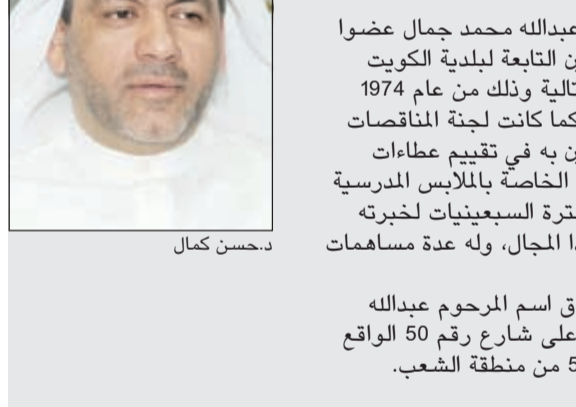 عبدالله محمد جمال عضوا
ن التابعة لبلدية الكويت
تالية وذلك من عام 1974
كما كانت لجنة المناقصات
ن به في تقييم عطاءات
الخاصة بالملابس المدرسية
ترة السبعينيات لخبرته
ا المجال، وله عدة مساهمات
ق اسم المرحوم عبدالله
على شارع رقم 50 الواقع
5 من منطقة الشعب.
د.حسن كمال